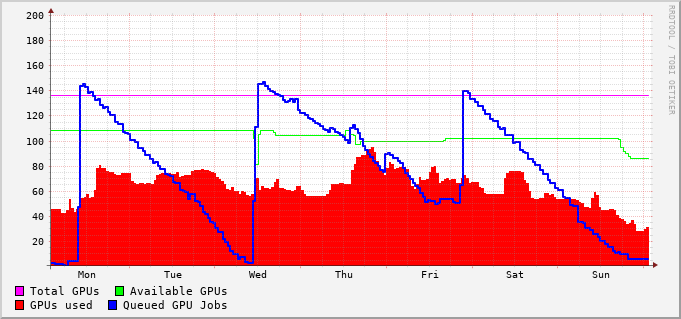 200
180
160
140
120
100
80
60
40
20
Mon Tue Wed Thu Fri Sat Sun
Total GPUs Available GPUs
GPUs used Queued GPU Jobs
RRDTOOL / TOBI OETIKER